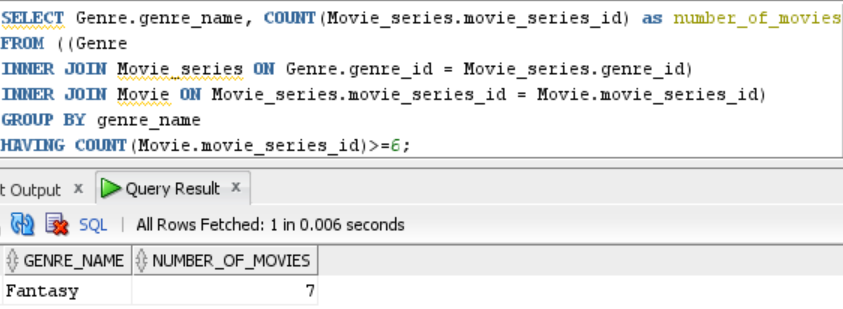 SELECT Genre.genre_name, COUNT(Movie_series.movie_series_id) as number_of_movies
FROM ((Genre
INNER JOIN Movie_series ON Genre.genre_id = Movie_series.genre_id)
INNER JOIN Movie ON Movie_series.movie_series_id = Movie.movie_series_id)
GROUP BY genre_name
HAVING COUNT(Movie.movie_series_id)>=6;
t Output x Query Result x
SQL | All Rows Fetched: 1 in 0.006 seconds
GENRE_NAME NUMBER_OF_MOVIES
Fantasy 7